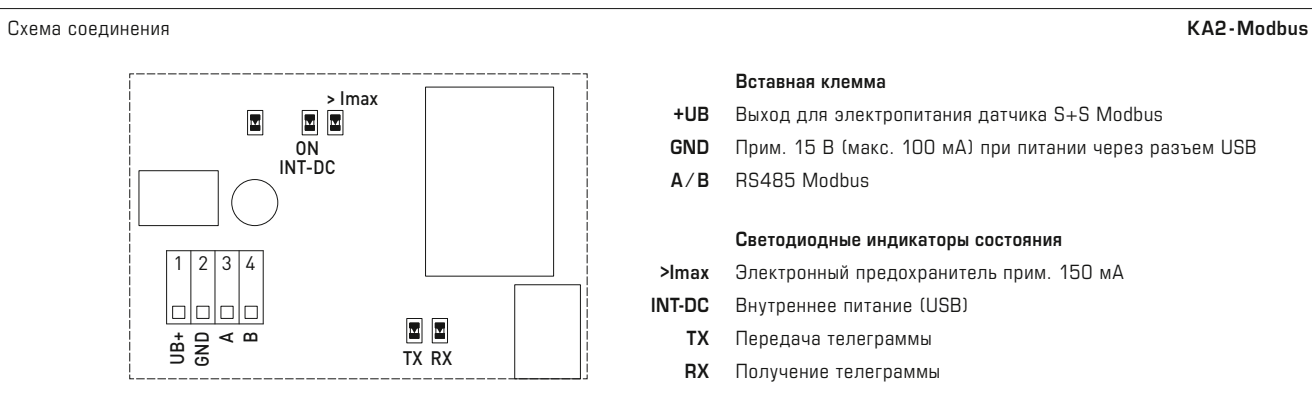 Схема соединения
KA2-Modbus
> Imax
ON
INT-DC
1 2 3 4
UB+
GND
A
B
TX RX
Вставная клемма
+UB Выход для электропитания датчика S+S Modbus
GND Прим. 15 В (макс. 100 мА) при питании через разъем USB
A/B RS485 Modbus
Светодиодные индикаторы состояния
>Imax Электронный предохранитель прим. 150 мА
INT-DC Внутреннее питание (USB)
TX Передача телеграммы
RX Получение телеграммы